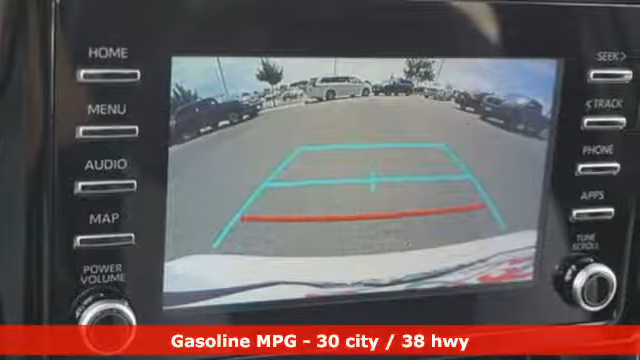 HOME
MENU
AUDIO
MAP
POWER
VOLUME
SEEK>
<TRACK
PHONE
APPS
TUNE
SCROLL
Gasoline MPG - 30 city / 38 hwy